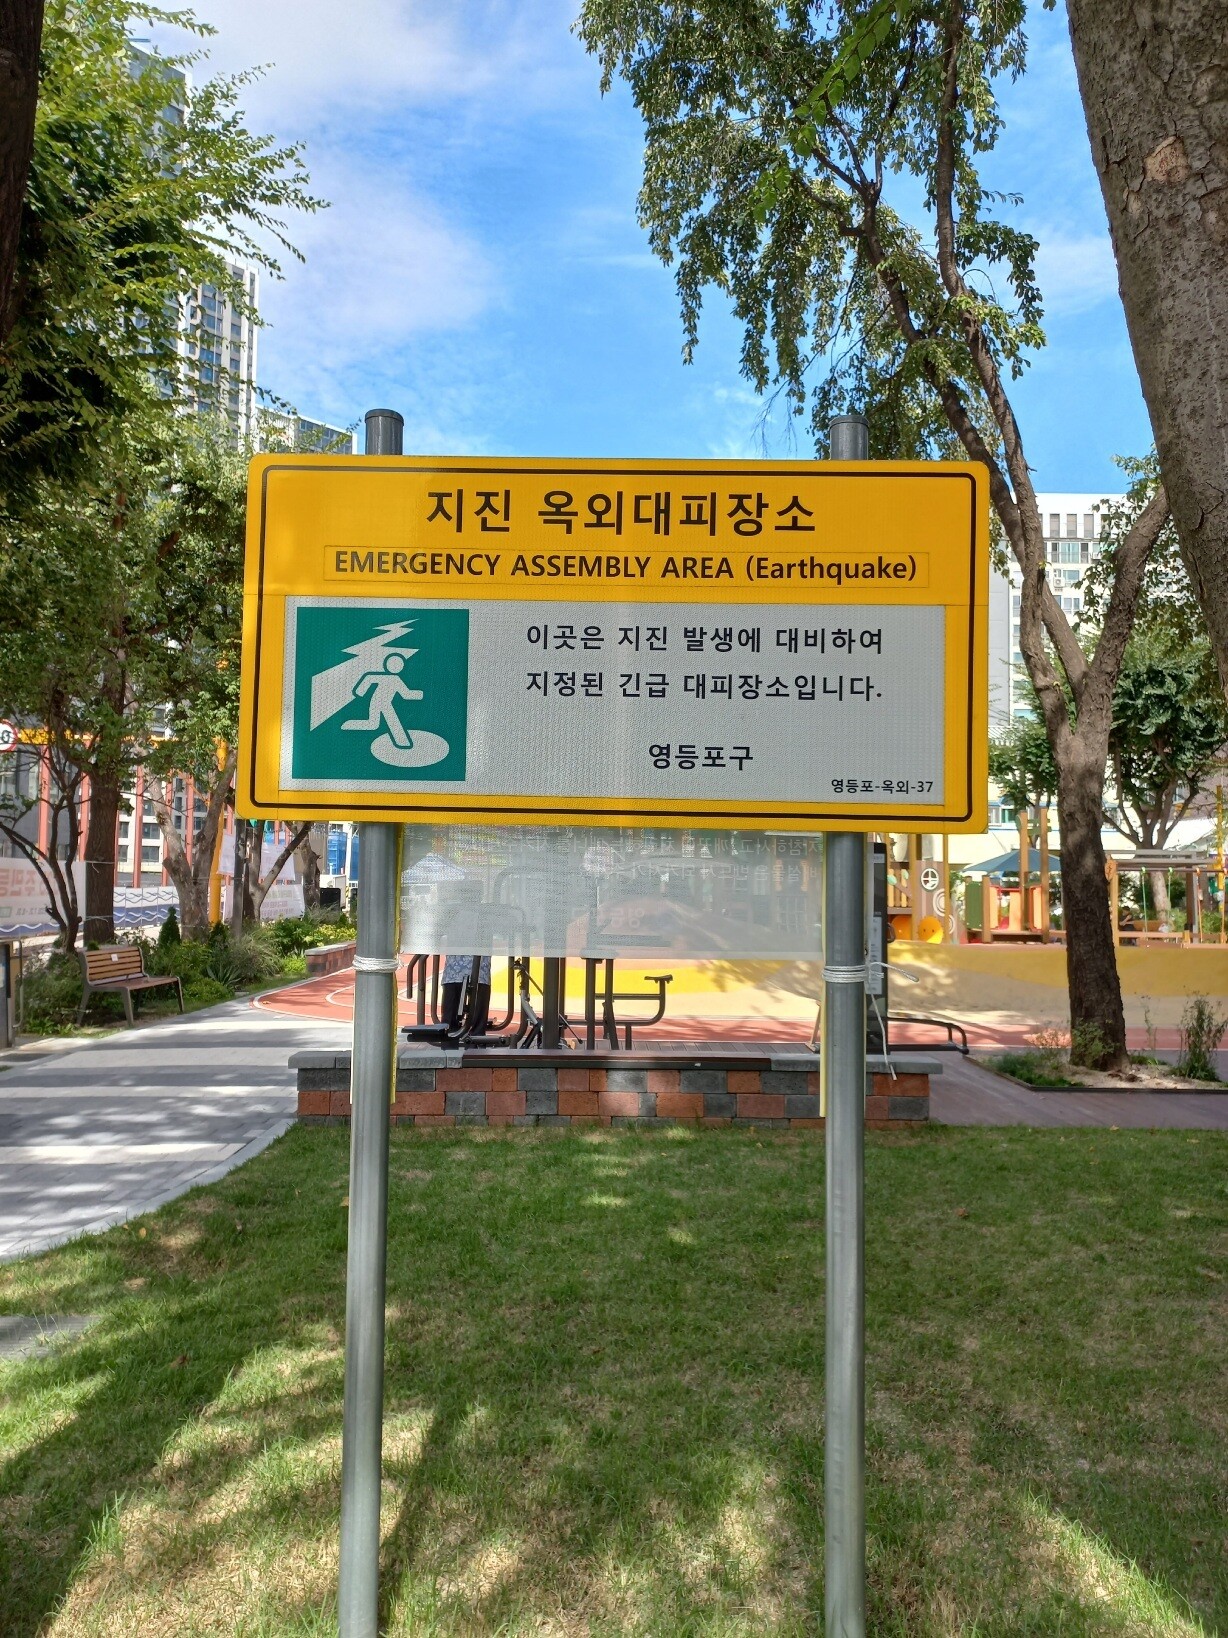 지진 옥외대피장소
EMERGENCY ASSEMBLY AREA (Earthquake)
이곳은 지진 발생에 대비하여
지정된 긴급 대피장소입니다.
영등포구
영등포-옥외-37